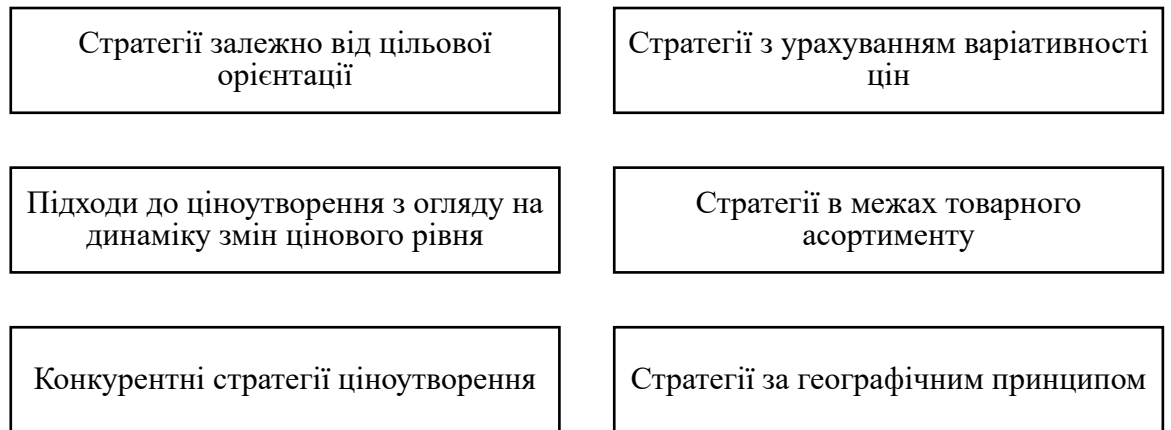 Стратегії залежно від цільової
орієнтації
Стратегії з урахуванням варіативності
цін
Підходи до ціноутворення з огляду на
динаміку змін цінового рівня
Стратегії в межах товарного
асортименту
Конкурентні стратегії ціноутворення
Стратегії за географічним принципом